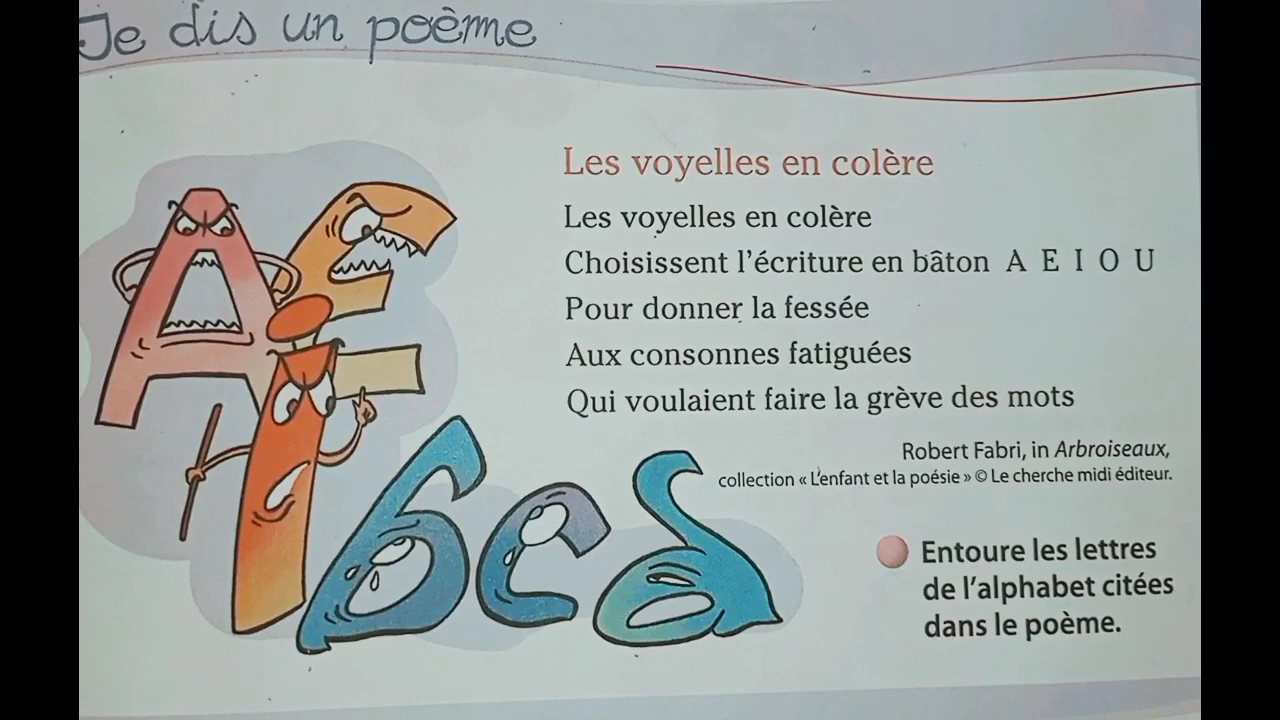 Je dis un poème
Les voyelles en colère
Les voyelles en colère
Choisissent l'écriture en bâton A E I O U
Pour donner la fessée
Aux consonnes fatiguées
Qui voulaient faire la grève des mots
Robert Fabri, in Arbroiseaux,
collection « L'enfant et la poésie » © Le cherche midi éditeur.
Entoure les lettres
de l'alphabet citées
dans le poème.
A E I
b c d